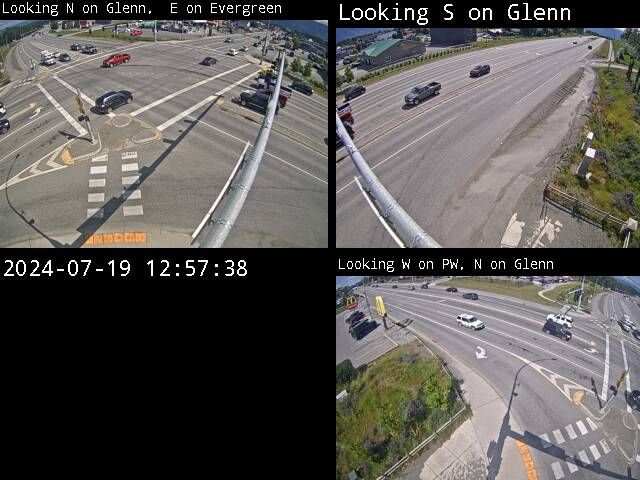 Looking N on Glenn,  E on Evergreen
Looking S on Glenn
2024-07-19 12:57:38
Looking W on PW, N on Glenn